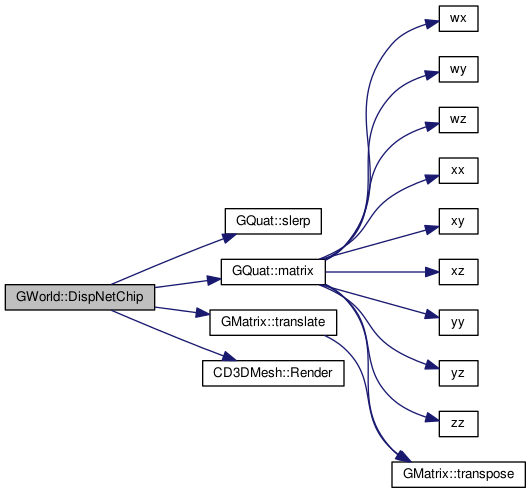 GWorld::DispNetChip
GQuat::slerp
GQuat::matrix
GMatrix::translate
CD3DMesh::Render
wx
wy
wz
xx
xy
xz
yy
yz
zz
GMatrix::transpose